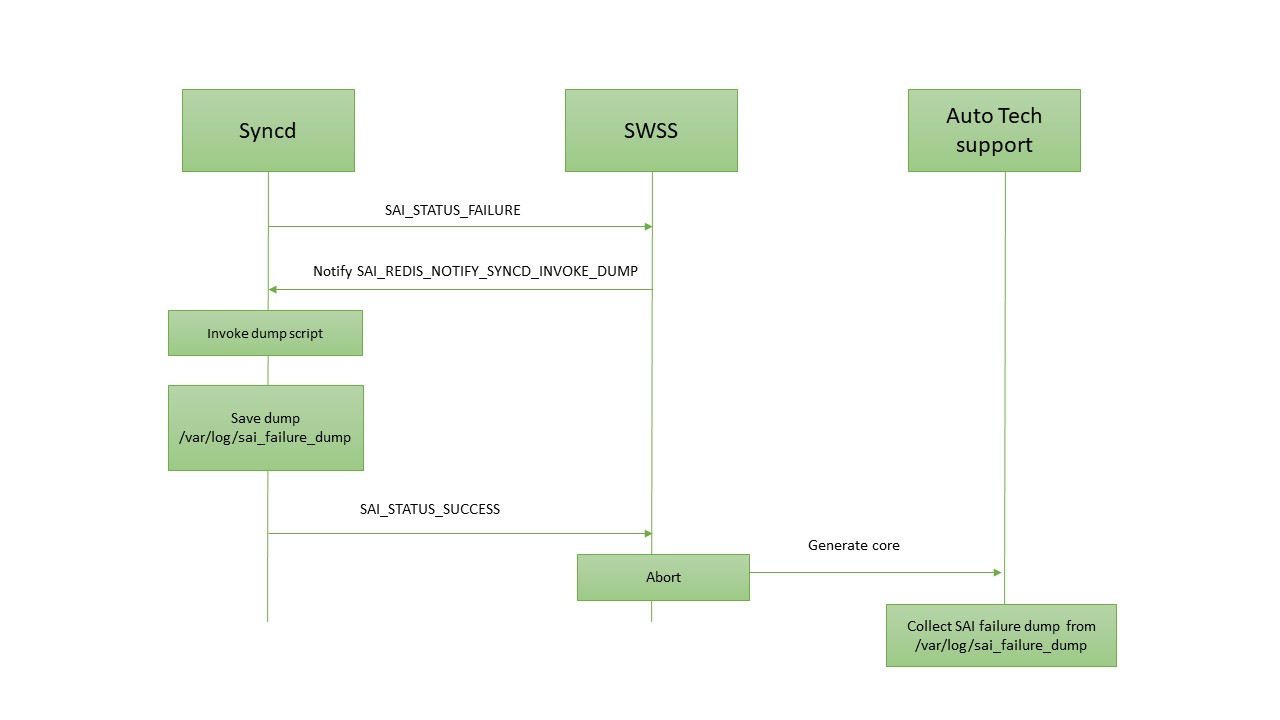 Syncd
SWSS
Auto Tech
support
SAI_STATUS_FAILURE
Notify SAI_REDIS_NOTIFY_SYNCD_INVOKE_DUMP
Invoke dump script
Save dump
/var/log/sai_failure_dump
SAI_STATUS_SUCCESS
Generate core
Abort
Collect SAI failure dump from
/var/log/sai_failure_dump